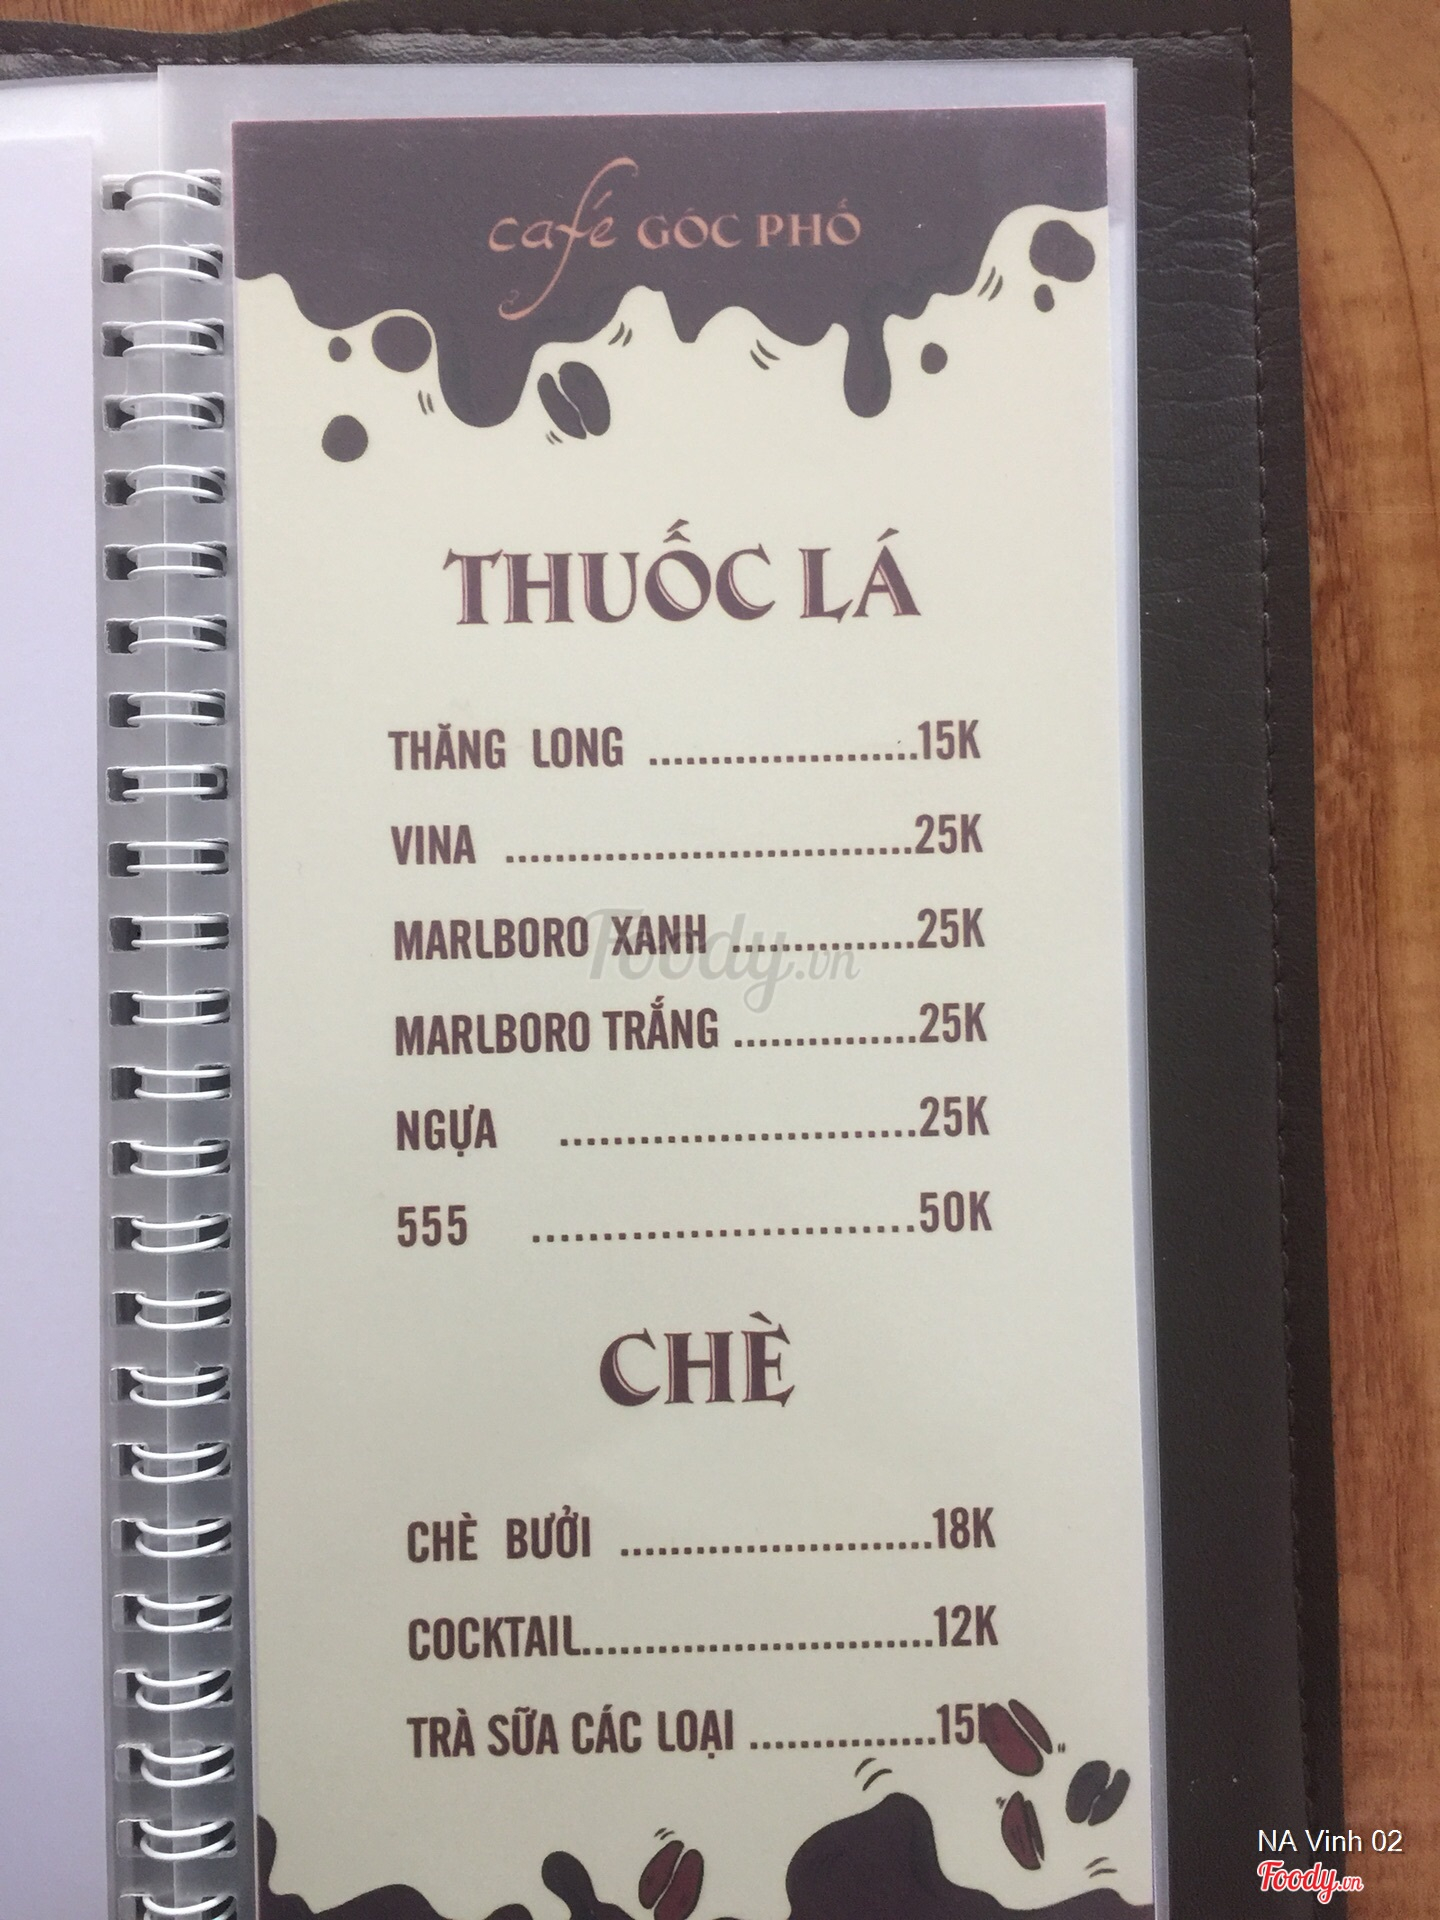 café GÓC PHỐ
THUỐC LÁ
THĂNG LONG .....................15K
VINA .................................25K
MARLBORO XANH ...............25K
MARLBORO TRẮNG ...............25K
NGỰA ............................25K
555 ..............................50K
CHÈ
CHÈ BƯỞI .........................18K
COCKTAIL............................12K
TRÀ SỮA CÁC LOẠI ...............15K
Foody.vn
NA Vinh 02
Foody.vn